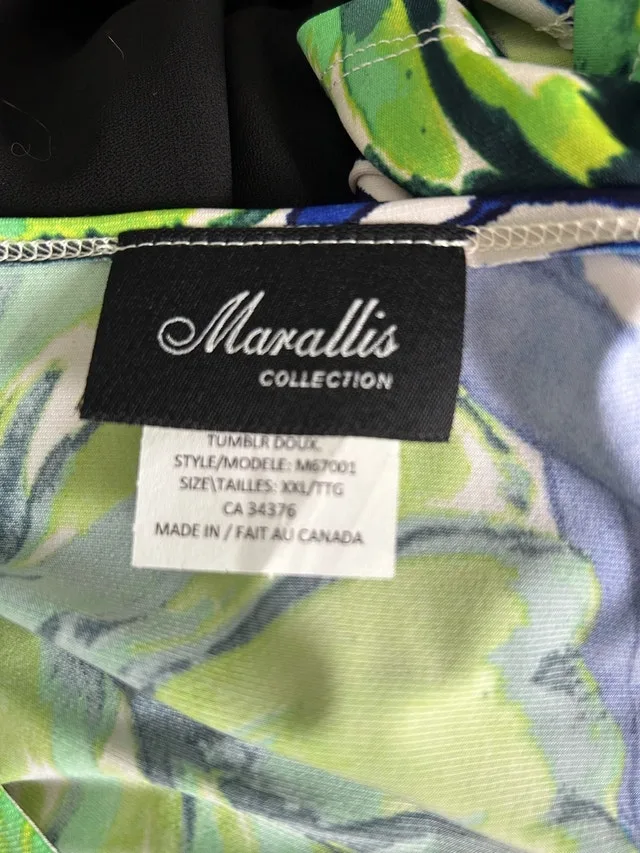 Marallis
COLLECTION
TUMBLR DOUX.
STYLE/MODELE: M67001
SIZE\TAILLES: XXL/TTG
CA 34376
MADE IN / FAIT AU CANADA